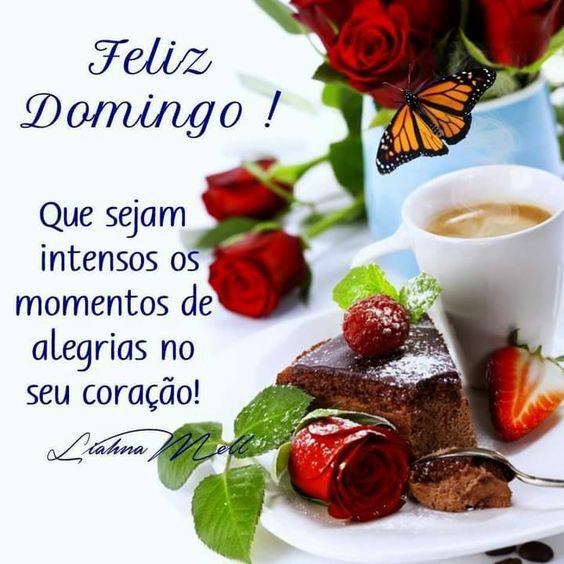 Feliz
Domingo !
Que sejam
intensos os
momentos de
alegrias no
seu coração!
Liahna Mell